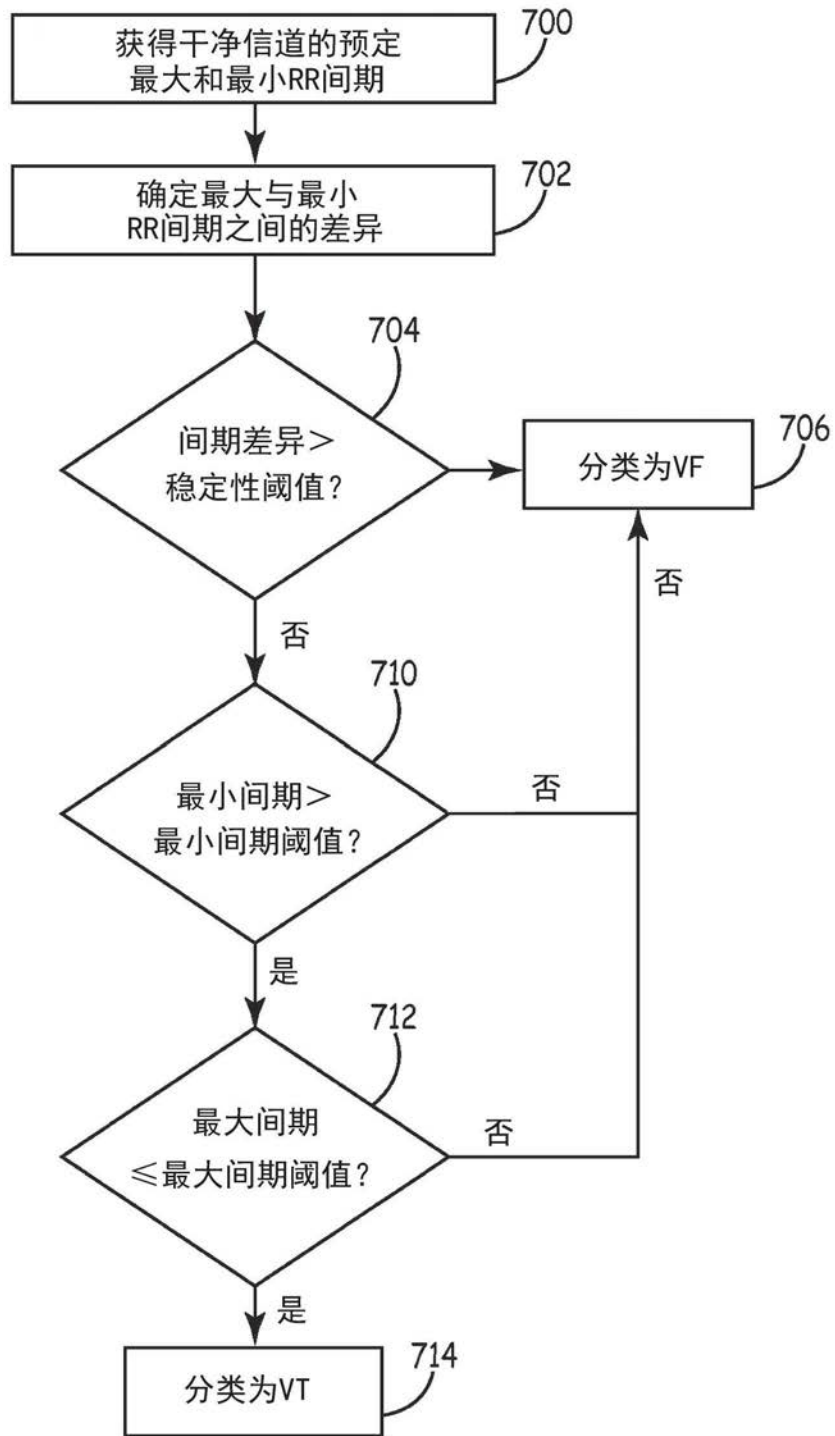 获得干净信道的预定
最大和最小RR间期
700
确定最大与最小
RR间期之间的差异
702
704
间期差异>
稳定性阈值?
分类为VF
706
否
否
710
最小间期>
最小间期阈值?
否
是
712
最大间期
≤最大间期阈值?
否
是
分类为VT
714